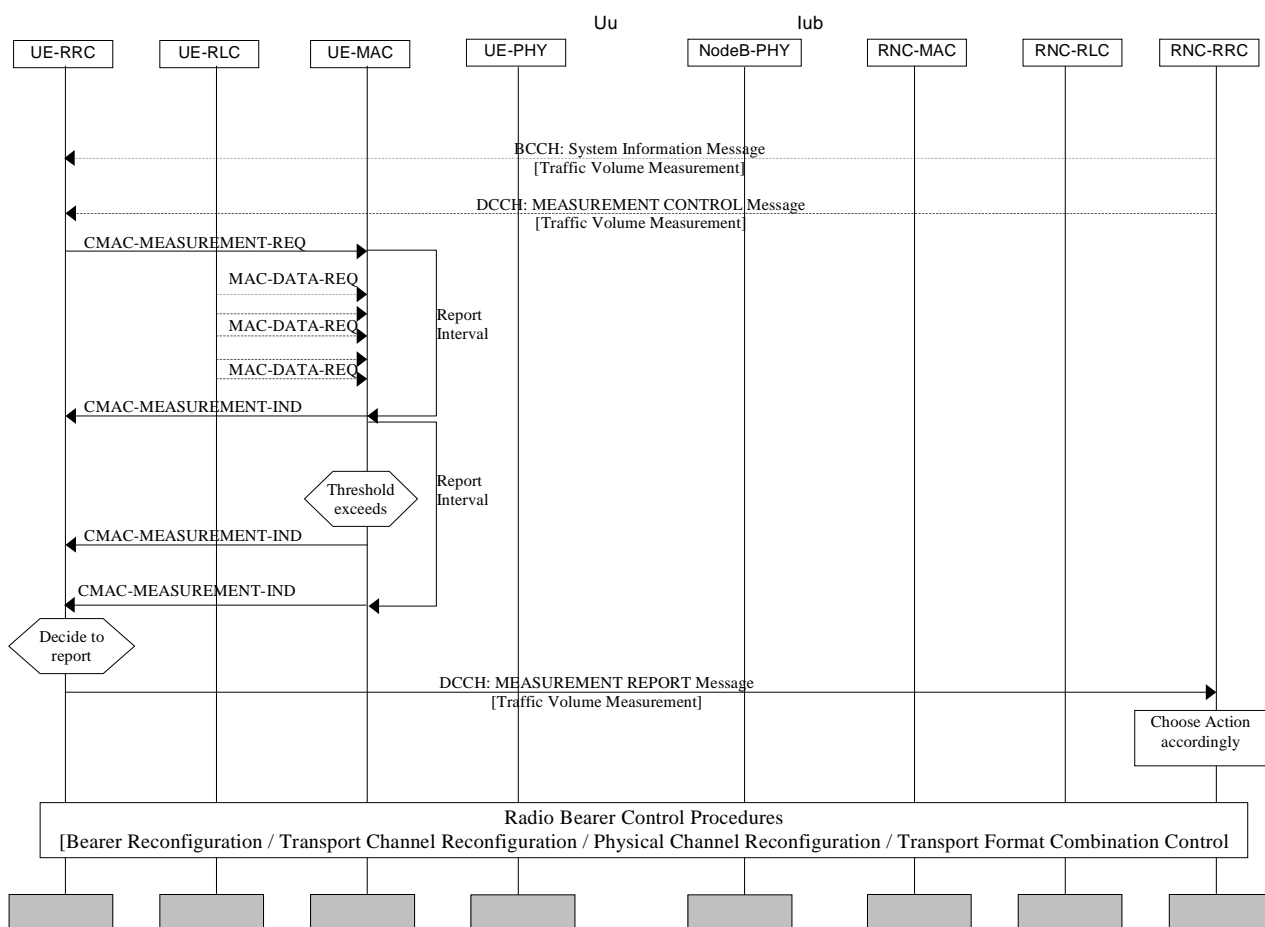 Uu Iub
UE-RRC UE-RLC UE-MAC UE-PHY NodeB-PHY RNC-MAC RNC-RLC RNC-RRC
BCCH: System Information Message
[Traffic Volume Measurement]
DCCH: MEASUREMENT CONTROL Message
[Traffic Volume Measurement]
CMAC-MEASUREMENT-REQ
MAC-DATA-REQ
Report
Interval
MAC-DATA-REQ
MAC-DATA-REQ
CMAC-MEASUREMENT-IND
Report
Interval
Threshold
exceeds
CMAC-MEASUREMENT-IND
CMAC-MEASUREMENT-IND
Decide to
report
DCCH: MEASUREMENT REPORT Message
[Traffic Volume Measurement]
Choose Action
accordingly
Radio Bearer Control Procedures
[Bearer Reconfiguration / Transport Channel Reconfiguration / Physical Channel Reconfiguration / Transport Format Combination Control